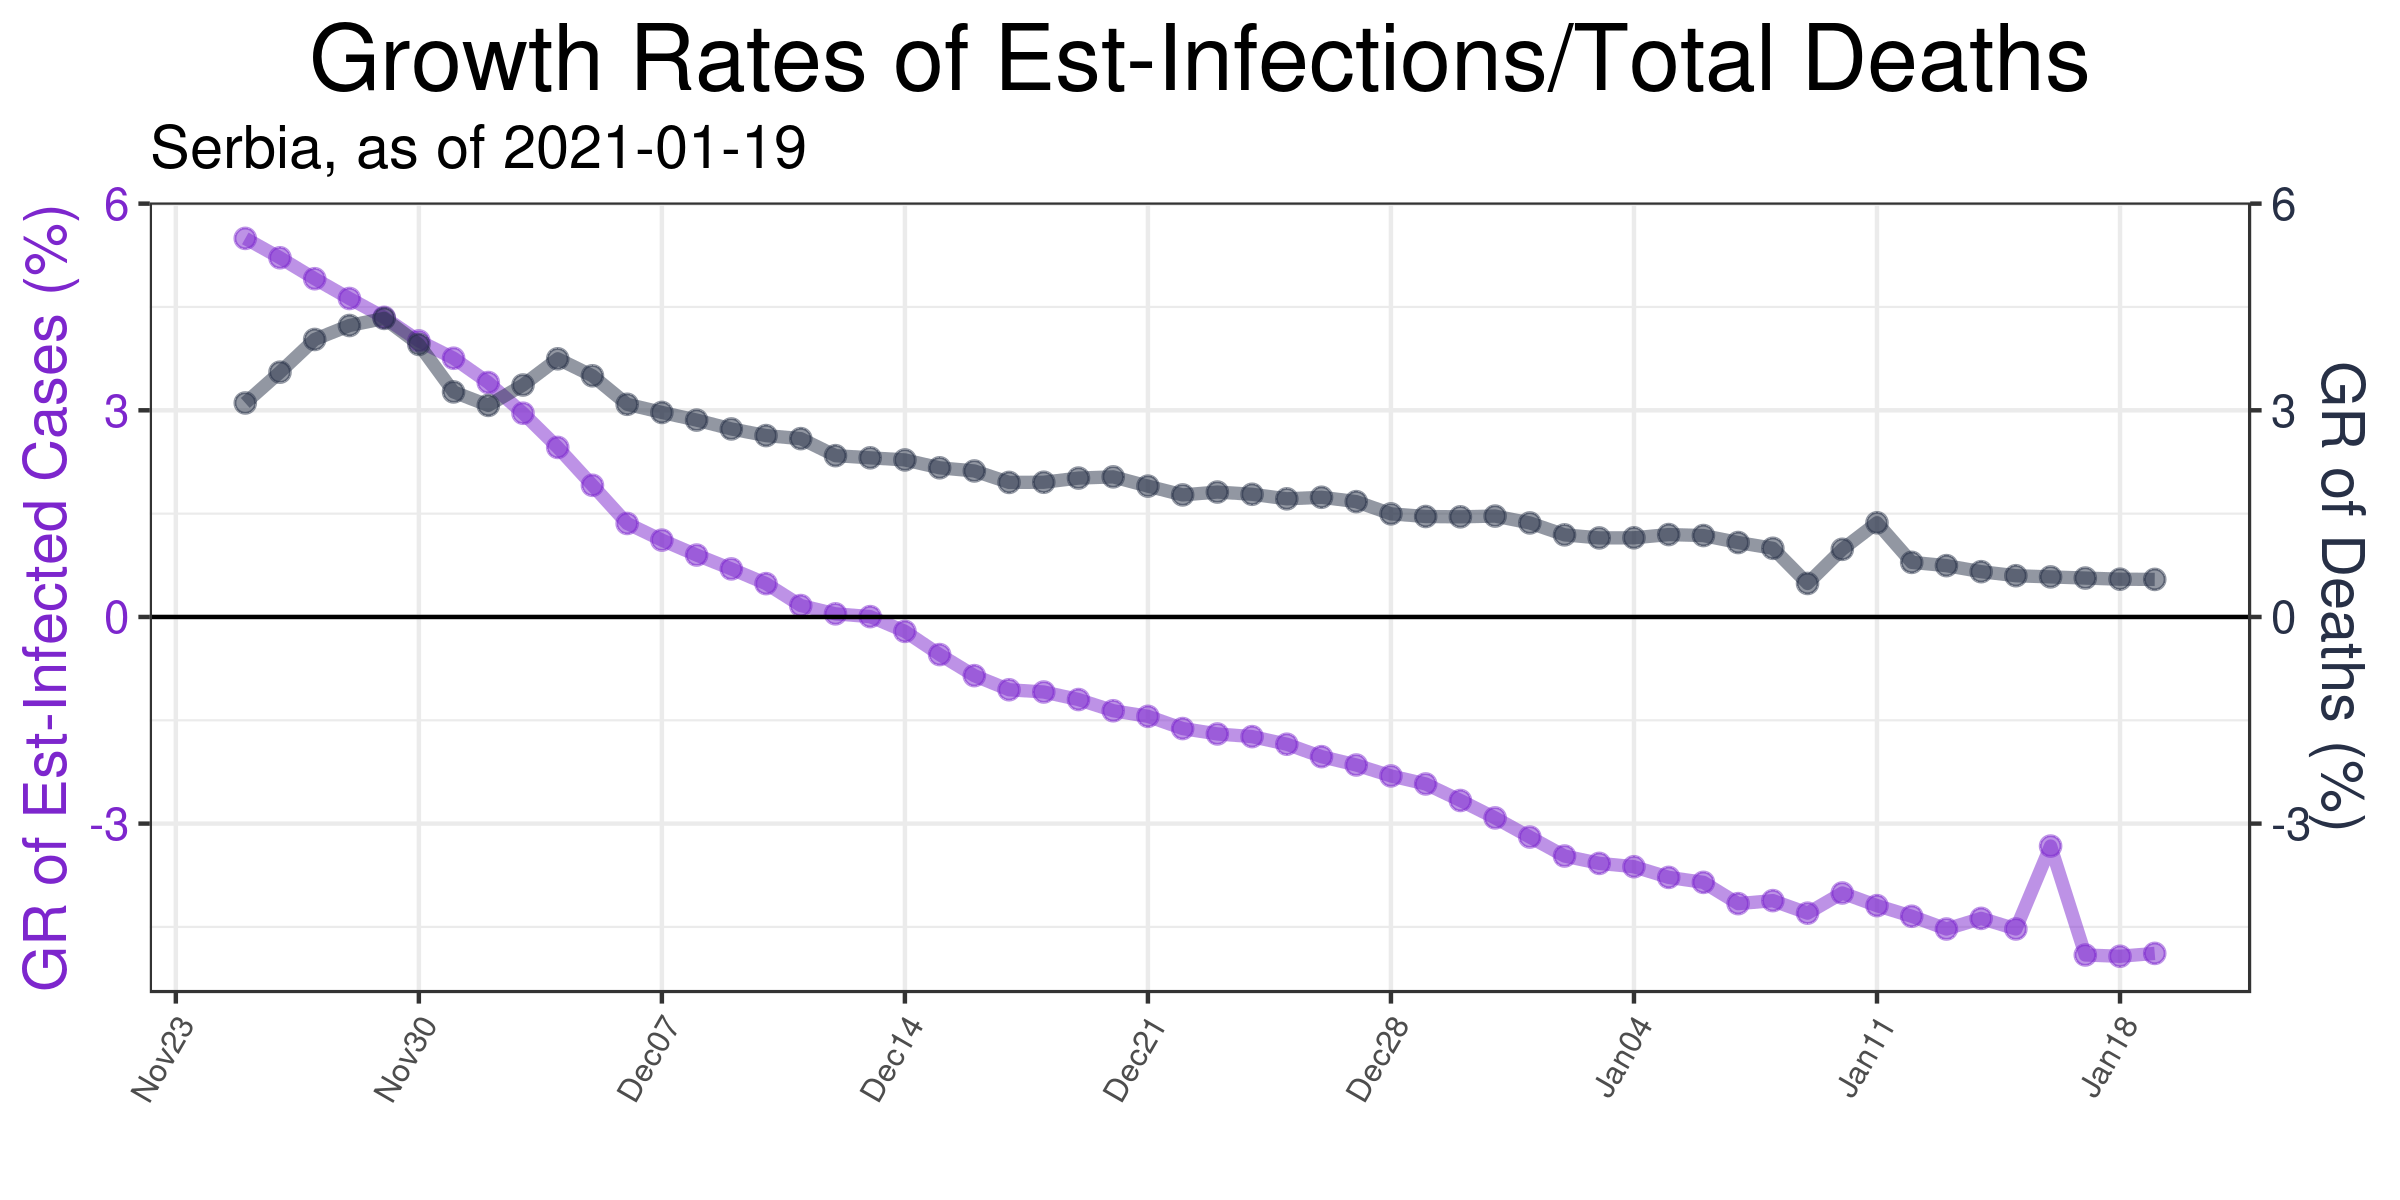 Growth Rates of Est-Infections/Total Deaths
Serbia, as of 2021-01-19
GR of Est-Infected Cases (%)
6
3
0
-3
6
3
0
-3
GR of Deaths (%)
Nov23
Nov30
Dec07
Dec14
Dec21
Dec28
Jan04
Jan11
Jan18